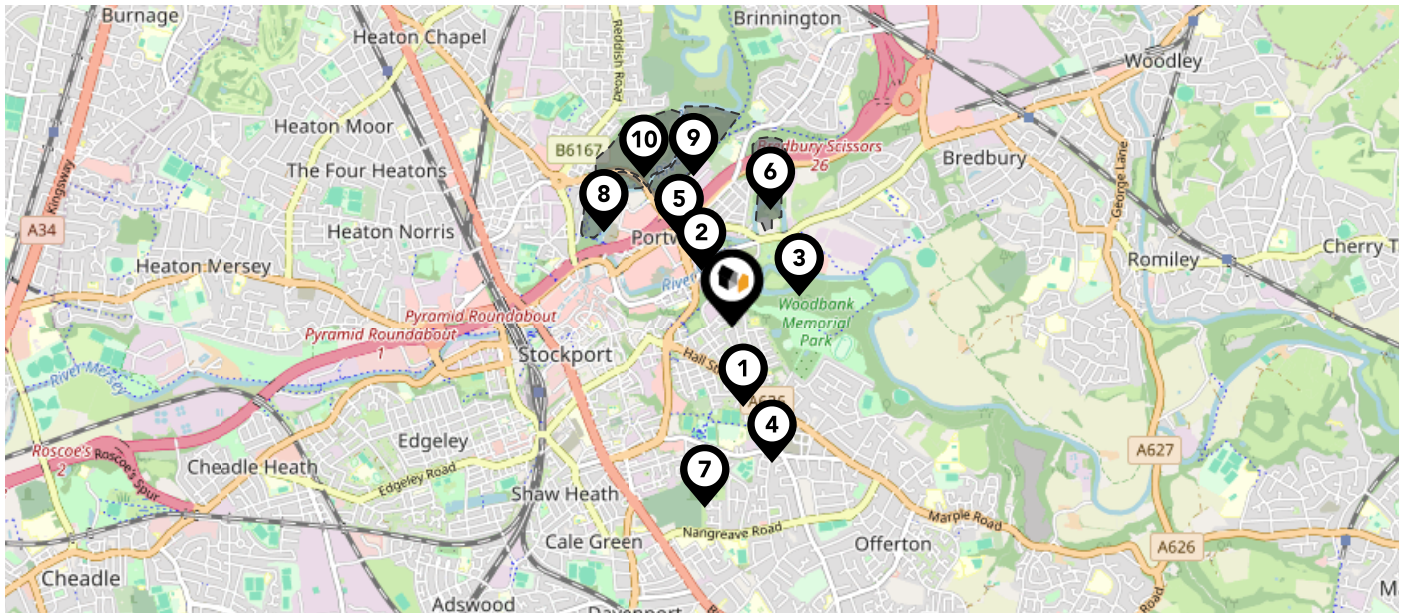 Burnage
Brinnington
Heaton Chapel
Reddish Road
Woodley
Heaton Moor
10
9
B6167
Bredbury Scissors
26
Bredbury
The Four Heatons
6
George Lane
Kingsway
8
5
A34
Heaton Norris
Portw
2
Cherry T
Heaton Mersey
3
Romiley
River
Woodbank
Memorial
Park
Pyramid Roundabout
Pyramid Roundabout
1
Stockport
Hall S
1
River Mersey
A626
4
Edgeley
A627
Roscoe's
2
Roscoe's Spur
Cheadle Heath
Edgeley Road
7
Shaw Heath
Nangreave Road
Marple Road
Cale Green
Offerton
A626
Cheadle
M
Adswood
Davenport
Road